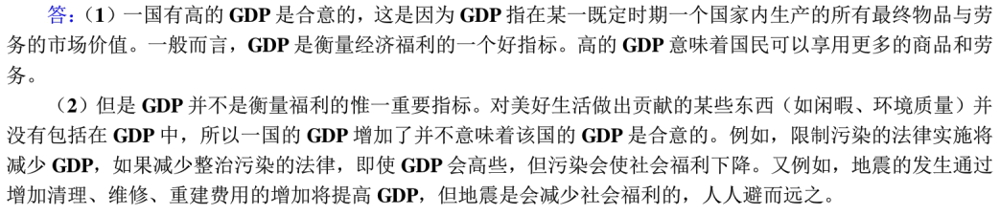 答：（1）一国有高的 GDP 是合意的，这是因为 GDP 指在某一既定时期一个国家内生产的所有最终物品与劳
务的市场价值。一般而言，GDP 是衡量经济福利的一个好指标。高的 GDP 意味着国民可以享用更多的商品和劳
务。
（2）但是 GDP 并不是衡量福利的惟一重要指标。对美好生活做出贡献的某些东西（如闲暇、环境质量）并
没有包括在 GDP 中，所以一国的 GDP 增加了并不意味着该国的 GDP 是合意的。例如，限制污染的法律实施将
减少 GDP，如果减少整治污染的法律，即使 GDP 会高些，但污染会使社会福利下降。又例如，地震的发生通过
增加清理、维修、重建费用的增加将提高 GDP，但地震是会减少社会福利的，人人避而远之。